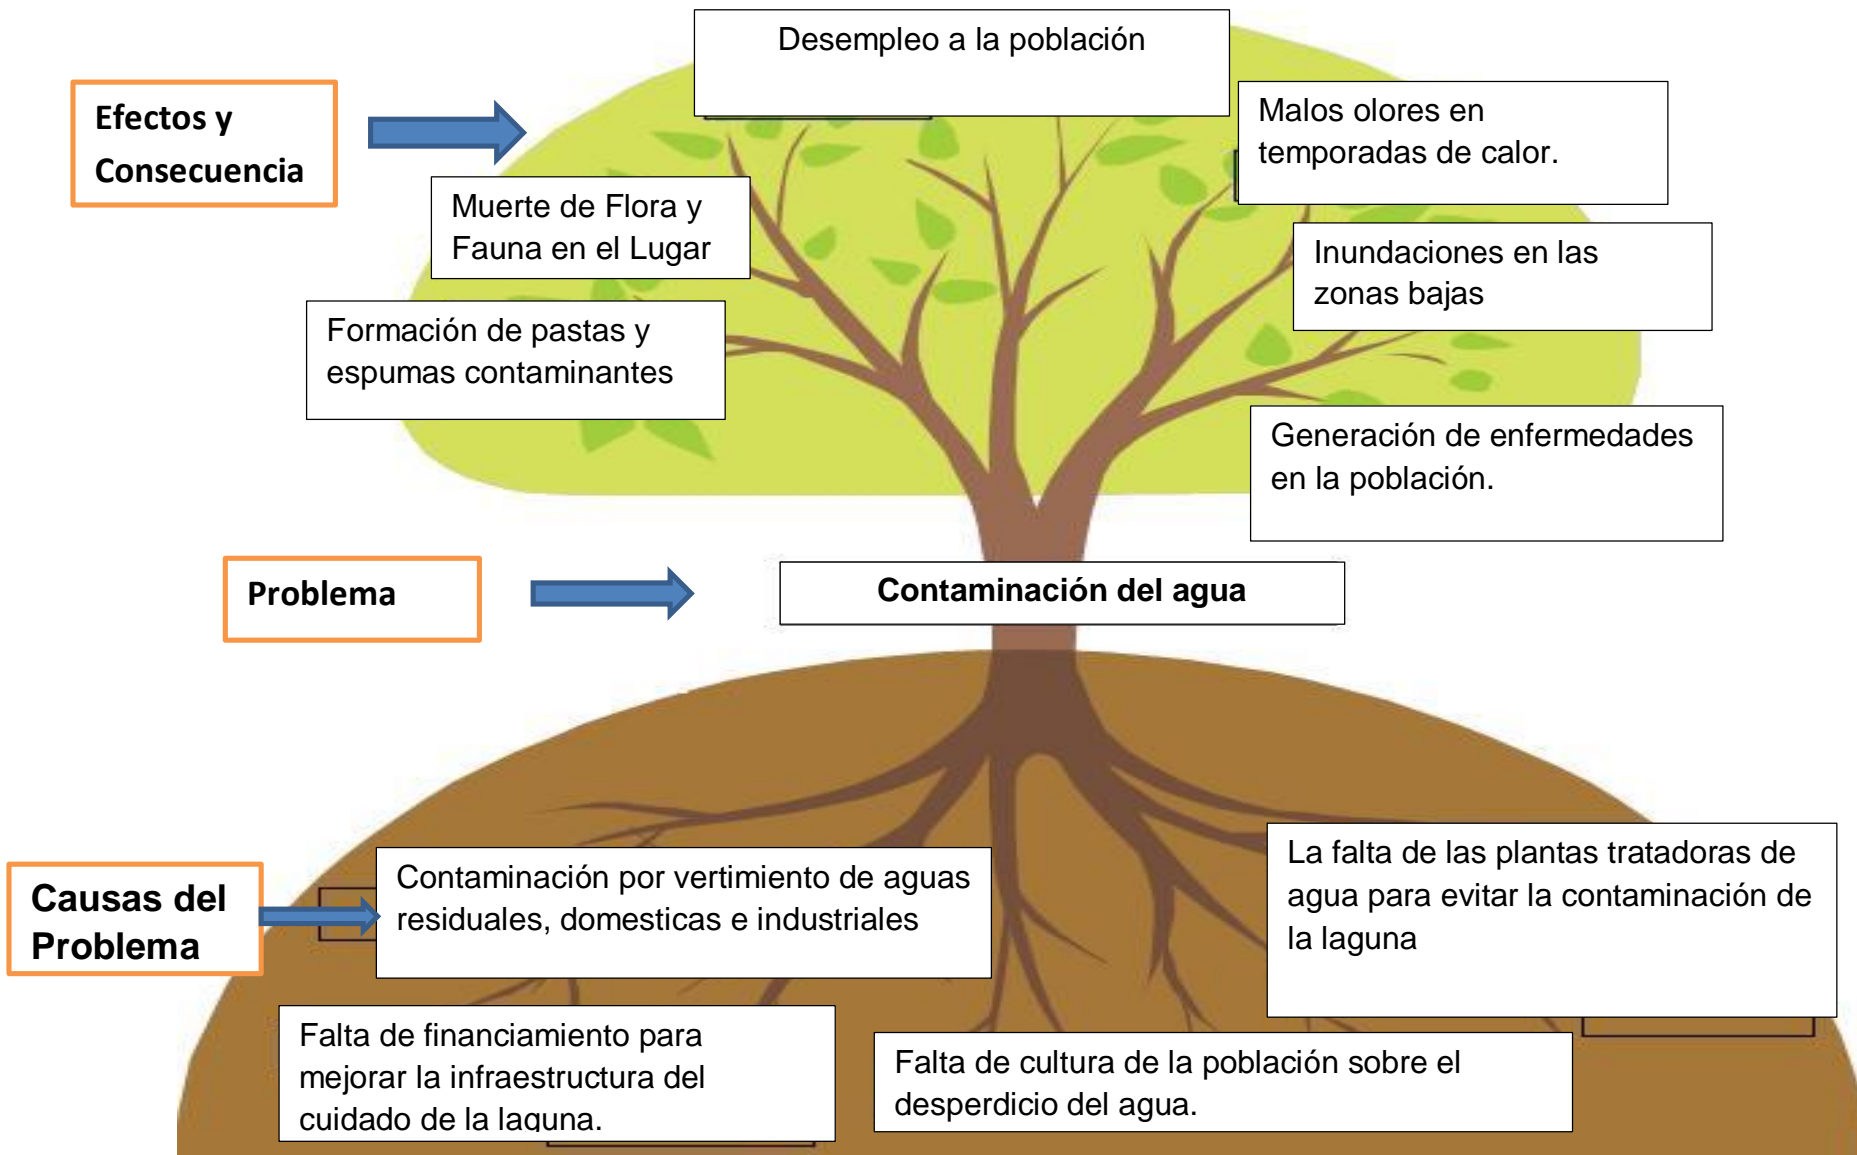 Desempleo a la población
Efectos y
Consecuencia
Malos olores en
temporadas de calor.
Muerte de Flora y
Fauna en el Lugar
Inundaciones en las
zonas bajas
Formación de pastas y
espumas contaminantes
Generación de enfermedades
en la población.
Problema
Contaminación del agua
Causas del
Problema
Contaminación por vertimiento de aguas
residuales, domesticas e industriales
La falta de las plantas tratadoras de
agua para evitar la contaminación de
la laguna
Falta de financiamiento para
mejorar la infraestructura del
cuidado de la laguna.
Falta de cultura de la población sobre el
desperdicio del agua.